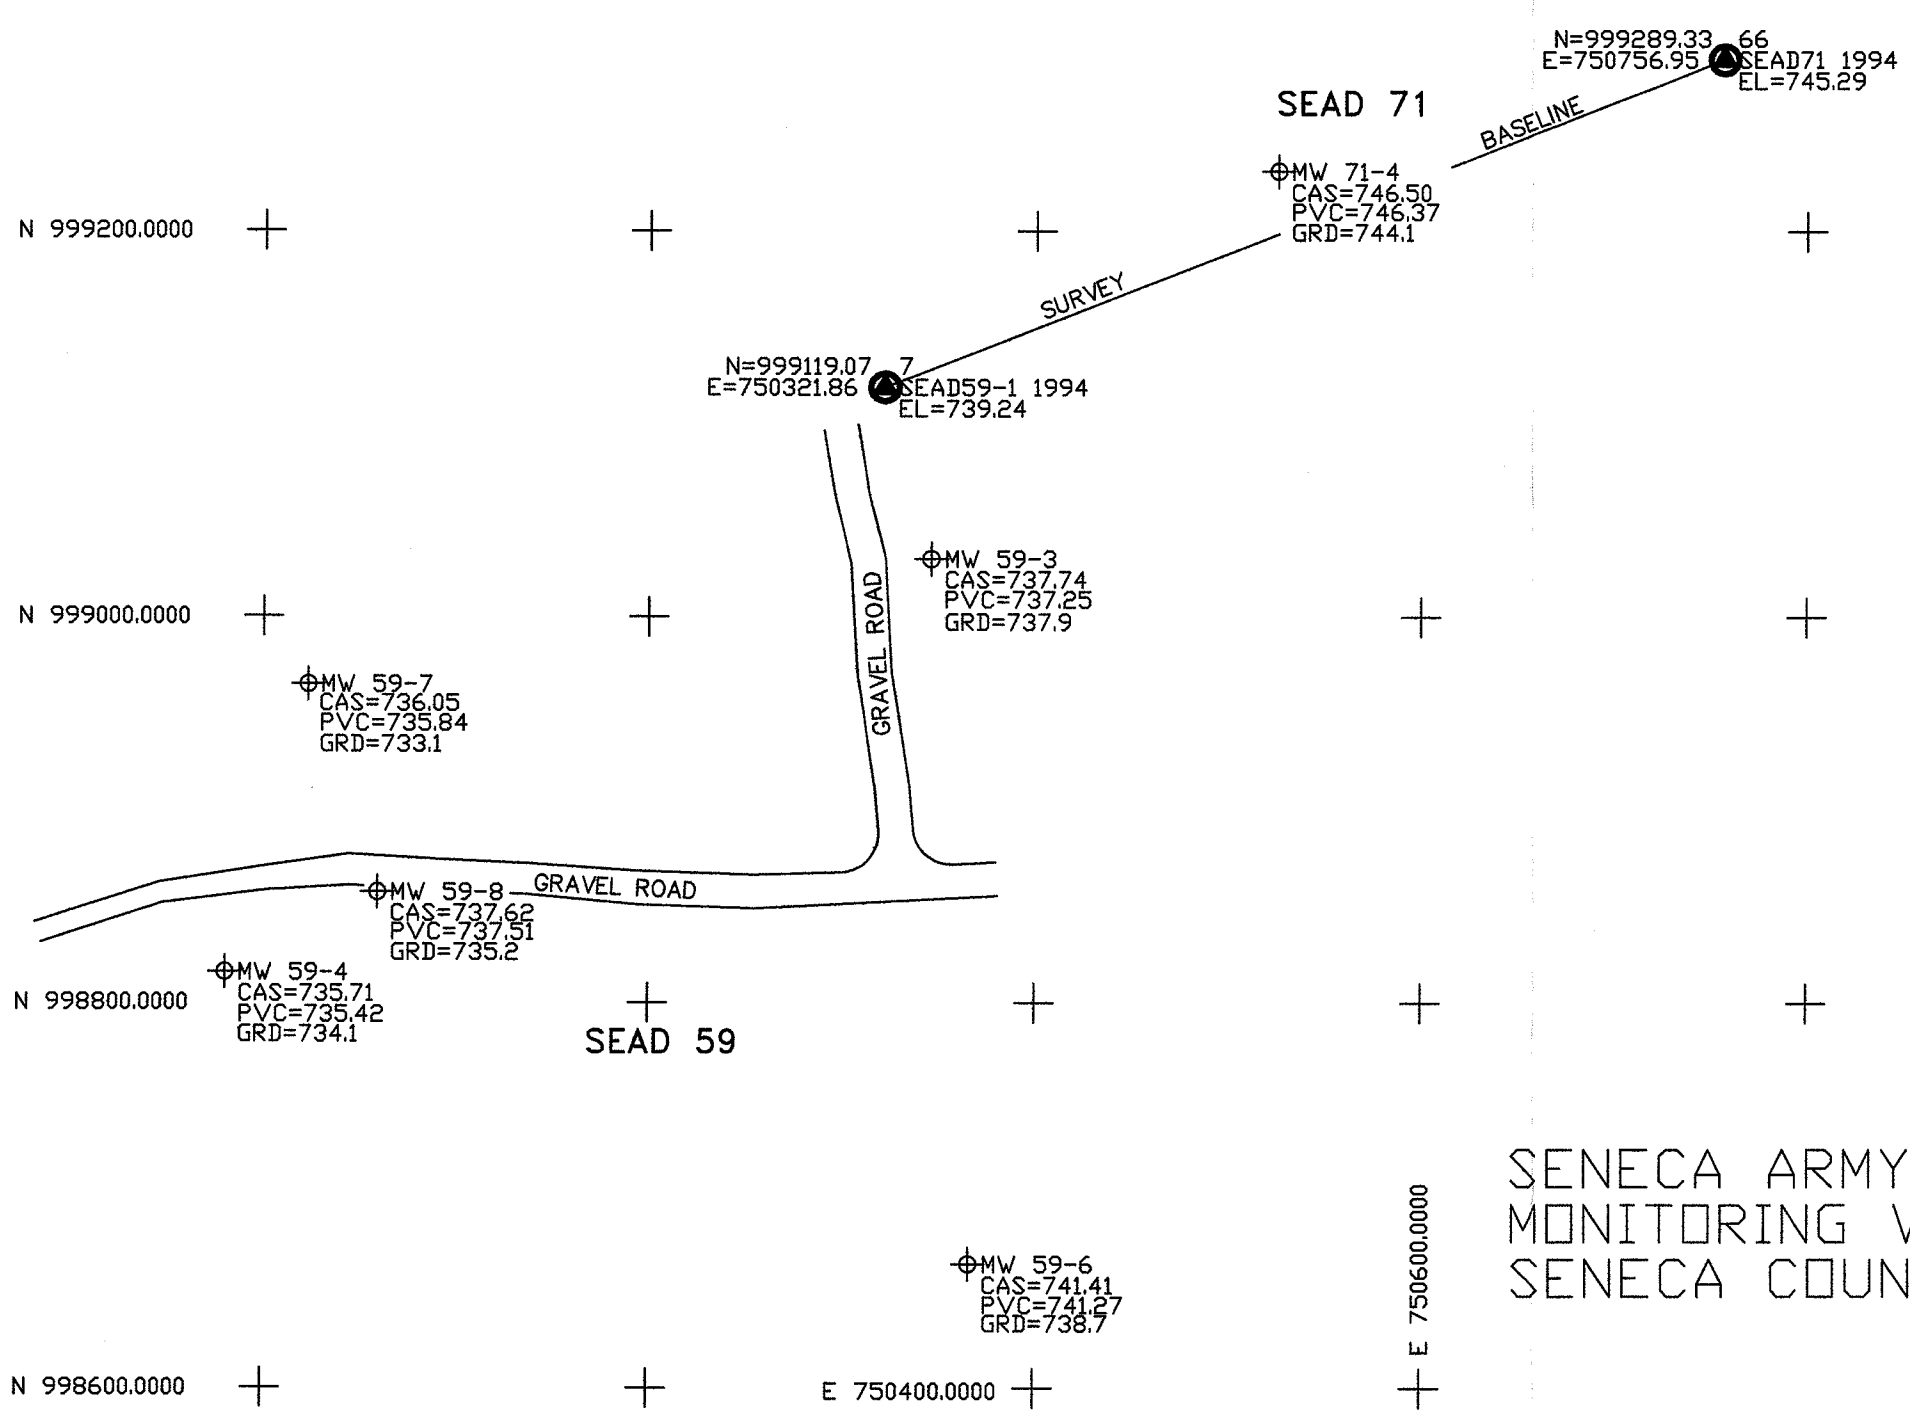 N=999289.33 66
E=750756.95 SEAD71 1994
EL=745.29
SEAD 71
BASELINE
MW 71-4
CAS=746.50
PVC=746.37
GRD=744.1
N 999200.0000
SURVEY
N=999119.07 7
E=750321.86 SEAD59-1 1994
EL=739.24
MW 59-3
CAS=737.74
PVC=737.25
GRD=737.9
GRAVEL ROAD
N 999000.0000
MW 59-7
CAS=736.05
PVC=735.84
GRD=733.1
GRAVEL ROAD
MW 59-8
CAS=737.62
PVC=737.51
GRD=735.2
MW 59-4
CAS=735.71
PVC=735.42
GRD=734.1
N 998800.0000
SEAD 59
SENECA ARMY
MONITORING
SENECA COUN
E 750600.0000
MW 59-6
CAS=741.41
PVC=741.27
GRD=738.7
N 998600.0000
E 750400.0000